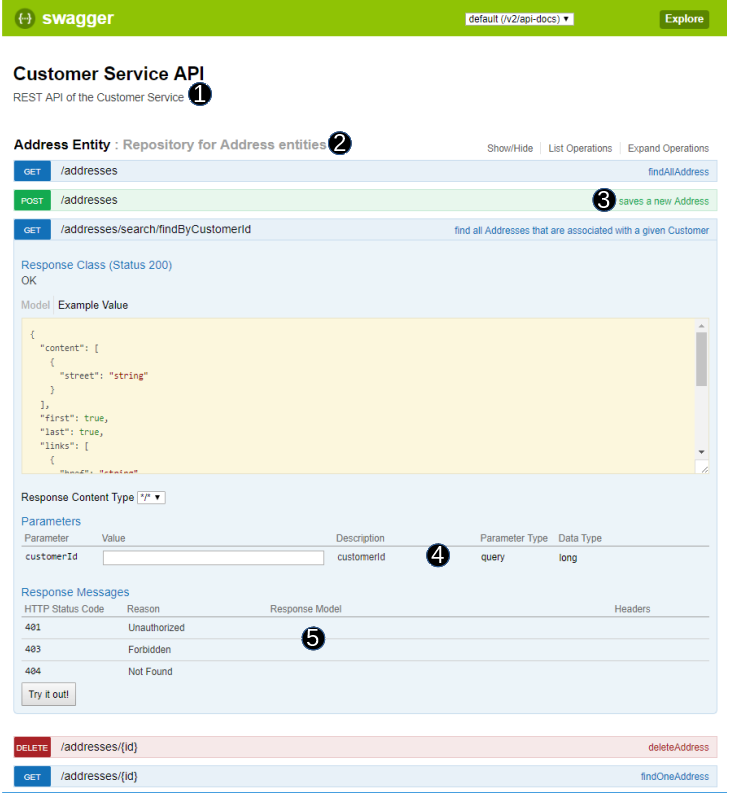 {--} swagger default (/v2/api-docs) ▼ Explore
Customer Service API
REST API of the Customer Service 1
Address Entity : Repository for Address entities 2 Show/Hide List Operations Expand Operations
GET /addresses findAllAddress
POST /addresses 3 saves a new Address
GET /addresses/search/findByCustomerId find all Addresses that are associated with a given Customer
Response Class (Status 200)
OK
Model Example Value
{
"content": [
{
"street": "string"
}
],
"first": true,
"last": true,
"links": [
{
"href": "string"
Response Content Type */* ▼
Parameters
Parameter Value Description Parameter Type Data Type
customerId customerId 4 query long
Response Messages
HTTP Status Code Reason Response Model Headers
401 Unauthorized
5
403 Forbidden
404 Not Found
Try it out!
DELETE /addresses/{id} deleteAddress
GET /addresses/{id} findOneAddress